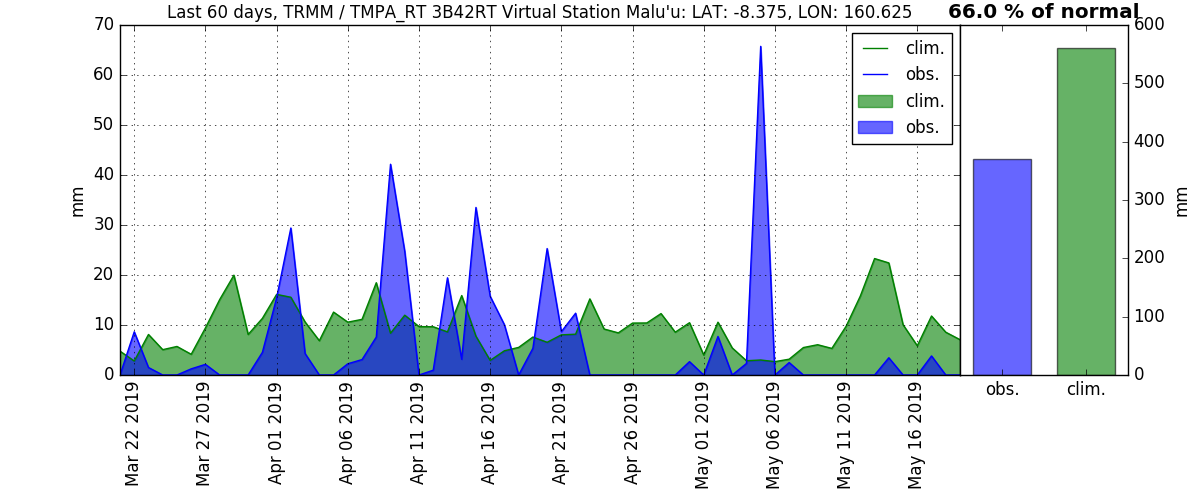 Last 60 days, TRMM / TMPA_RT 3B42RT Virtual Station Malu'u: LAT: -8.375, LON: 160.625
66.0 % of normal
70
60
50
40
30
20
10
0
mm
clim.
obs.
clim.
obs.
600
500
400
300
200
100
0
mm
Mar 22 2019
Mar 27 2019
Apr 01 2019
Apr 06 2019
Apr 11 2019
Apr 16 2019
Apr 21 2019
Apr 26 2019
May 01 2019
May 06 2019
May 11 2019
May 16 2019
obs.
clim.